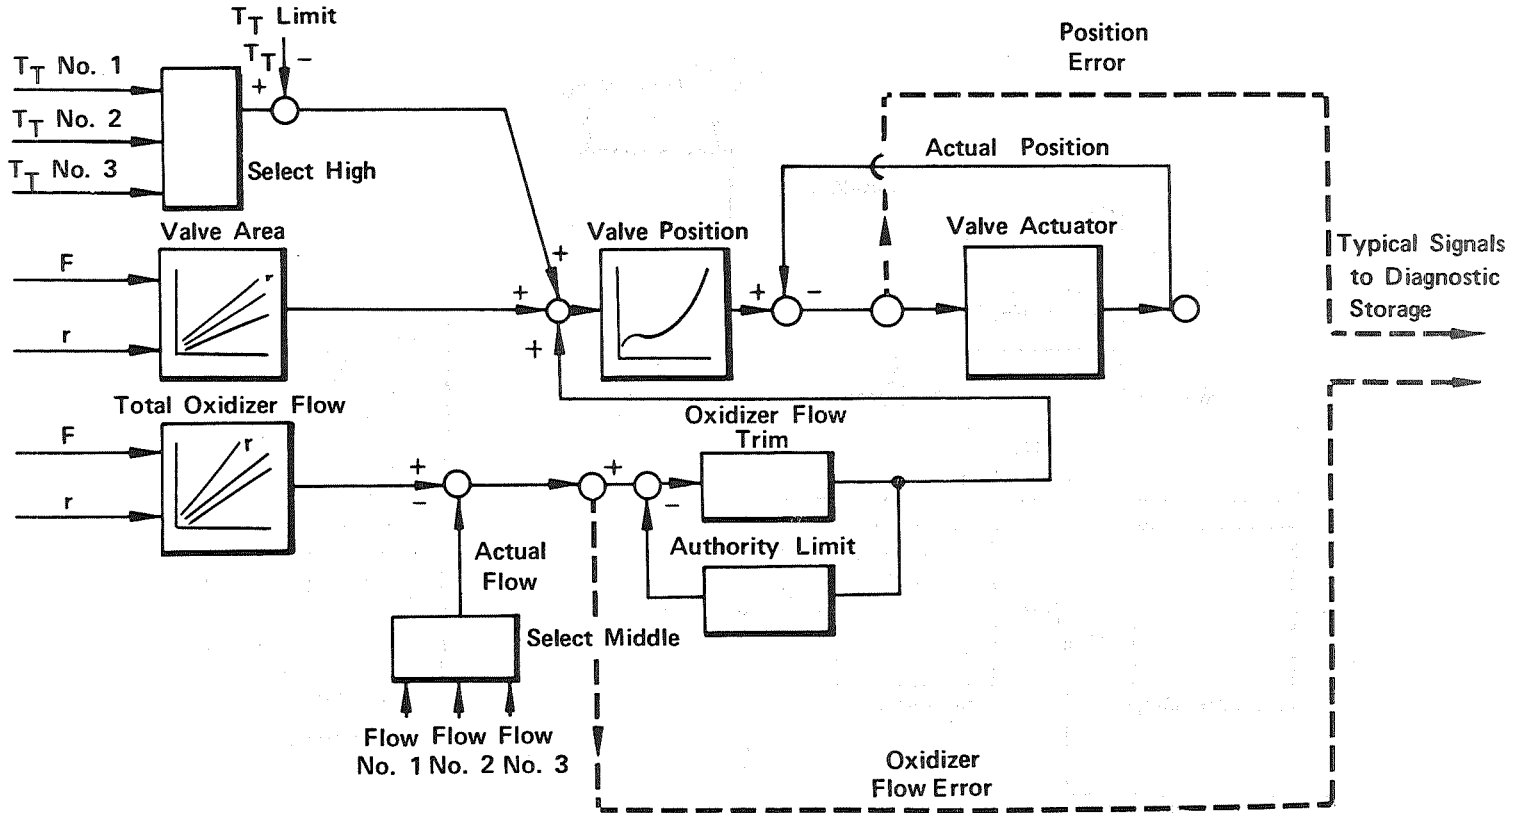 T_T Limit
T_T −
+
T_T No. 1
T_T No. 2
T_T No. 3
Select High
Position
Error
Actual Position
Valve Area
F
r
r
+
+
+
Valve Position
+
−
Valve Actuator
Typical Signals
to Diagnostic
Storage
Total Oxidizer Flow
F
r
r
+
−
Oxidizer Flow
Trim
+
−
Authority Limit
Actual
Flow
Select Middle
Flow Flow Flow
No. 1 No. 2 No. 3
Oxidizer
Flow Error